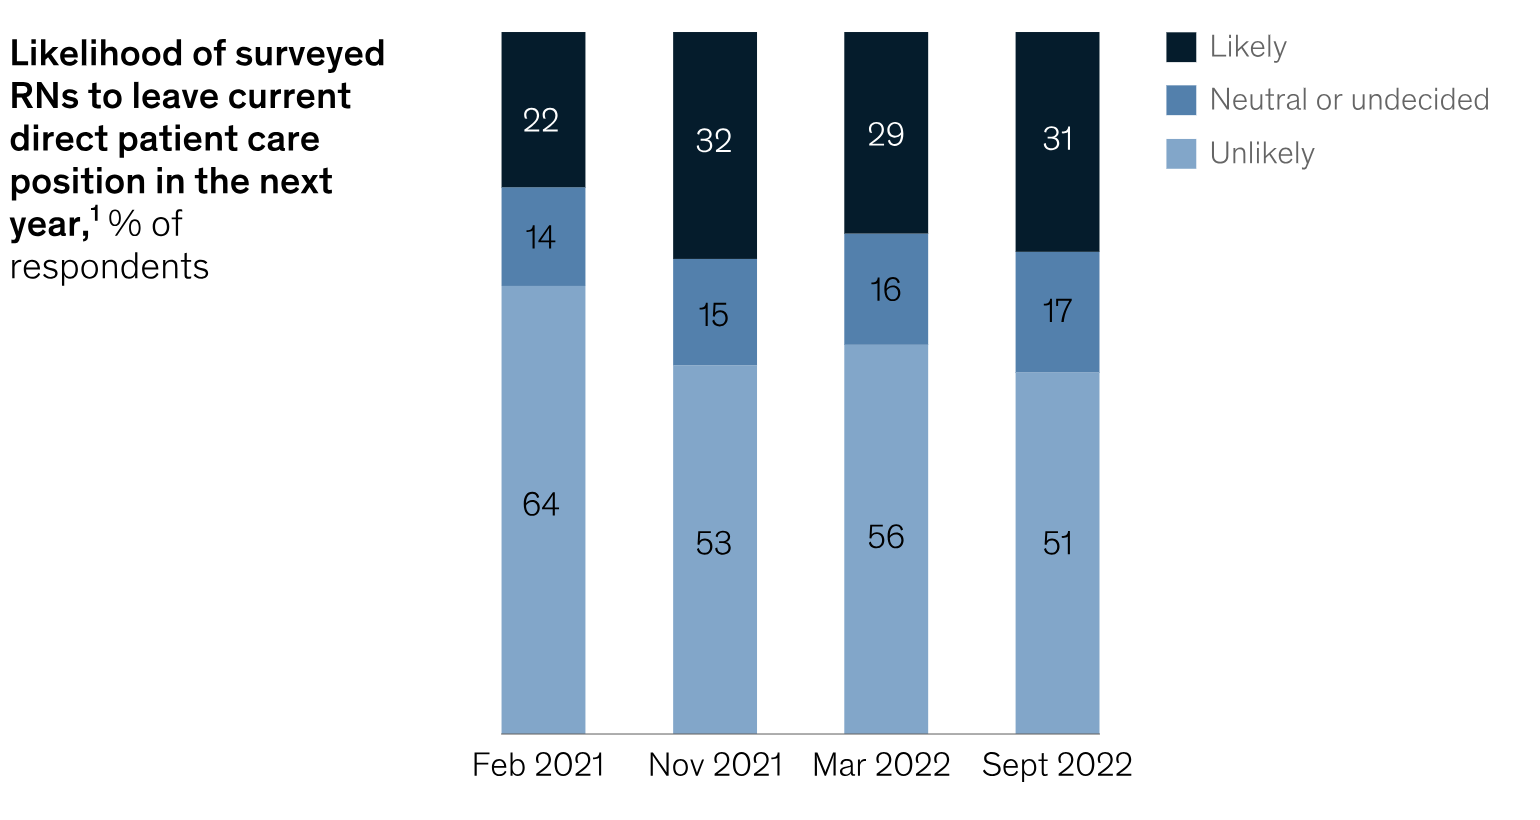 Likelihood of surveyed
RNs to leave current
direct patient care
position in the next
year,¹ % of
respondents
Likely
Neutral or undecided
Unlikely
22
32
29
31
14
15
16
17
64
53
56
51
Feb 2021
Nov 2021
Mar 2022
Sept 2022